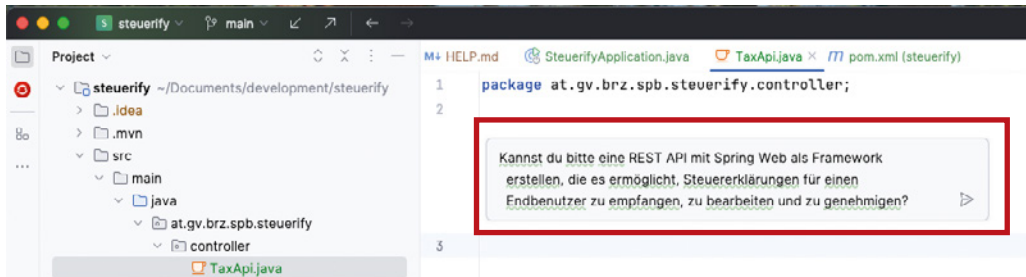 S steuerify main
Project
M↓ HELP.md SteuerifyApplication.java TaxApi.java × m pom.xml (steuerify)
steuerify ~/Documents/development/steuerify
1 package at.gv.brz.spb.steuerify.controller;
.idea
2
.mvn
src
main
java
at.gv.brz.spb.steuerify
controller
TaxApi.java
Kannst du bitte eine REST API mit Spring Web als Framework
erstellen, die es ermöglicht, Steuererklärungen für einen
Endbenutzer zu empfangen, zu bearbeiten und zu genehmigen?
3